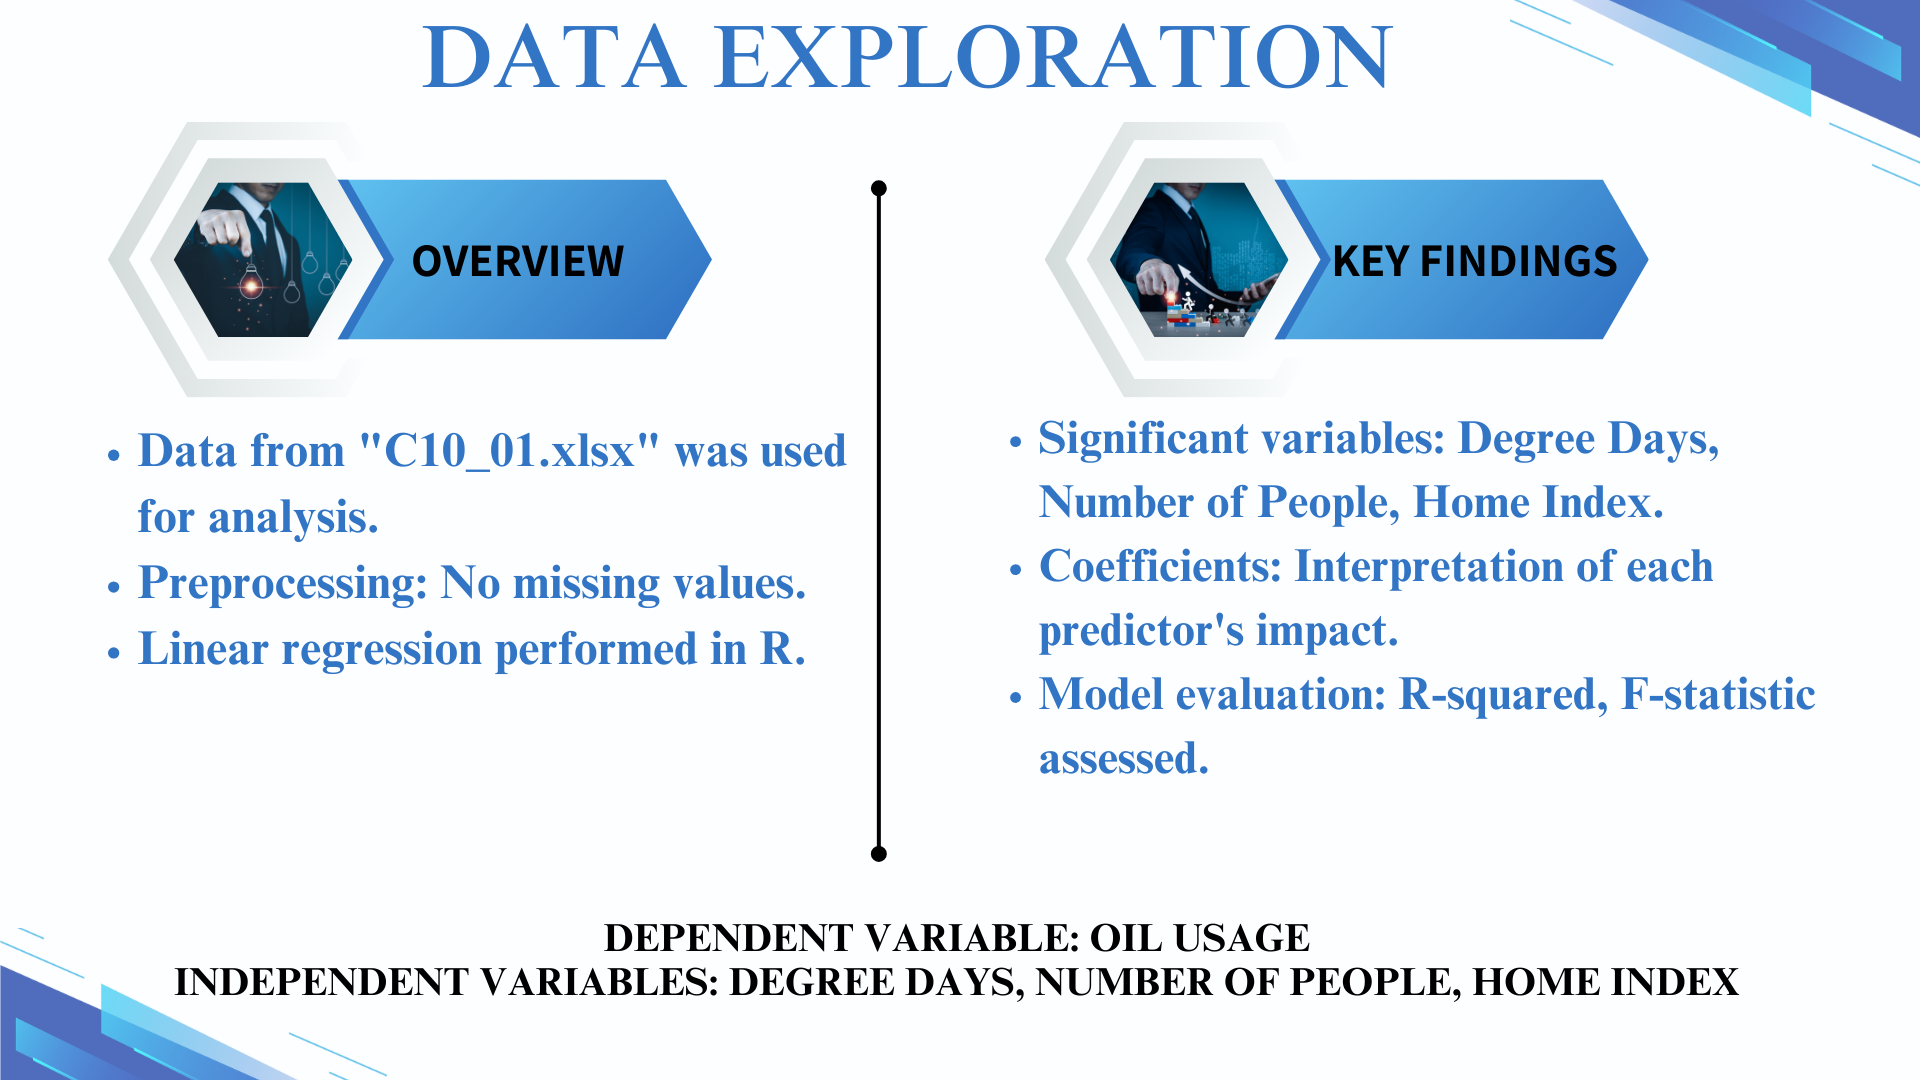 DATA EXPLORATION
OVERVIEW
• Data from "C10_01.xlsx" was used
for analysis.
• Preprocessing: No missing values.
• Linear regression performed in R.
KEY FINDINGS
• Significant variables: Degree Days,
Number of People, Home Index.
• Coefficients: Interpretation of each
predictor's impact.
• Model evaluation: R-squared, F-statistic
assessed.
DEPENDENT VARIABLE: OIL USAGE
INDEPENDENT VARIABLES: DEGREE DAYS, NUMBER OF PEOPLE, HOME INDEX